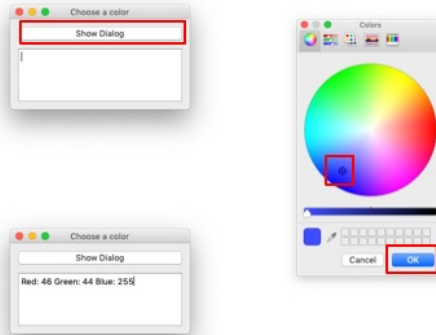 Choose a color
Show Dialog
Colors
Cancel
OK
Choose a color
Show Dialog
Red: 46 Green: 44 Blue: 255